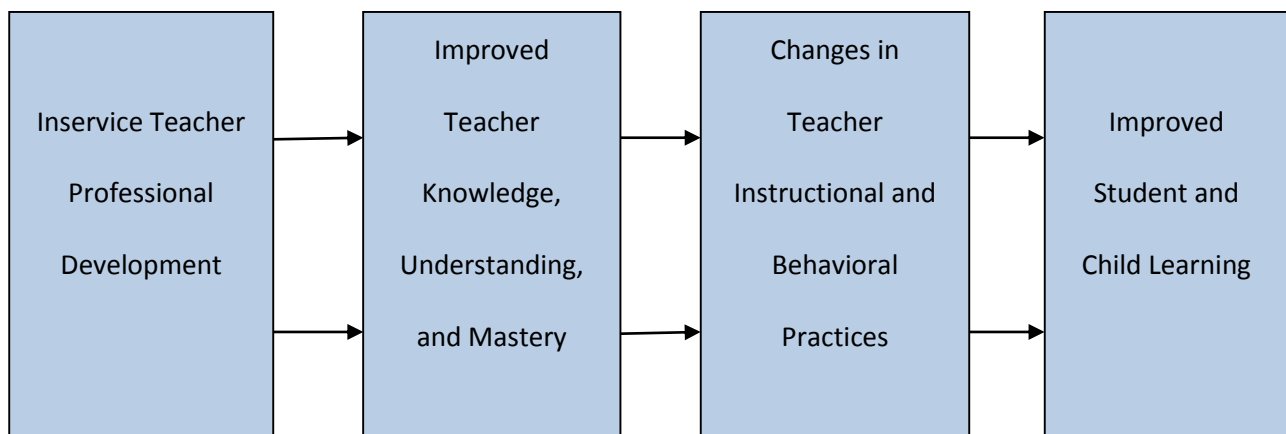 Inservice Teacher
Professional
Development
Improved
Teacher
Knowledge,
Understanding,
and Mastery
Changes in
Teacher
Instructional and
Behavioral
Practices
Improved
Student and
Child Learning